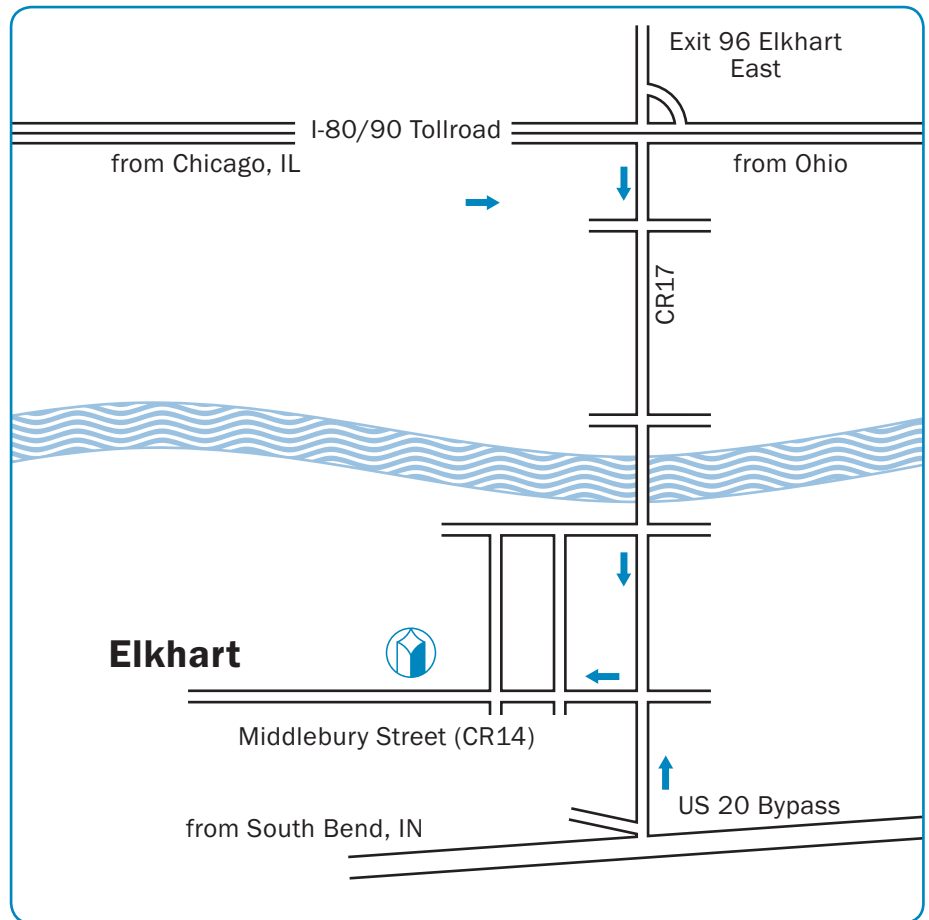 Exit 96 Elkhart
East
I-80/90 Tollroad
from Chicago, IL
from Ohio
CR17
Elkhart
Middlebury Street (CR14)
US 20 Bypass
from South Bend, IN